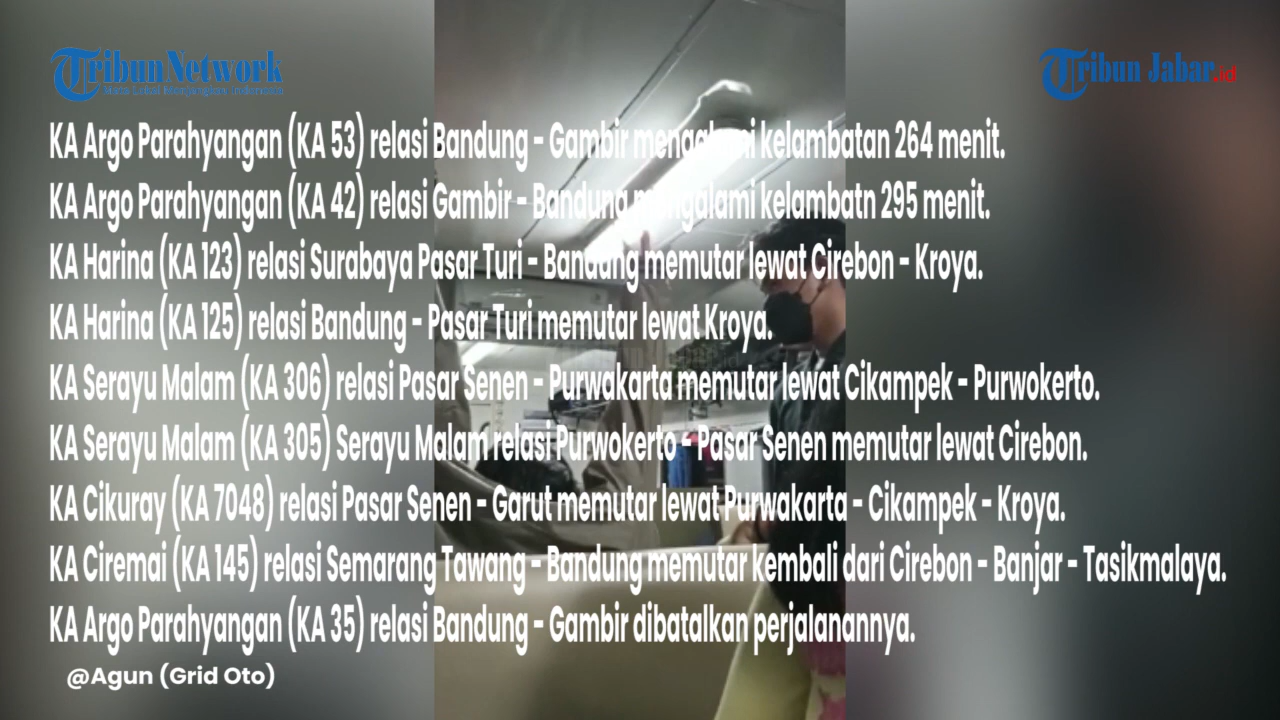 TribunNetwork
Mata Lokal Menjangkau Indonesia
Tribun Jabar.id
KA Argo Parahyangan (KA 53) relasi Bandung - Gambir mengalami kelambatan 264 menit.
KA Argo Parahyangan (KA 42) relasi Gambir - Bandung mengalami kelambatn 295 menit.
KA Harina (KA 123) relasi Surabaya Pasar Turi - Bandung memutar lewat Cirebon - Kroya.
KA Harina (KA 125) relasi Bandung - Pasar Turi memutar lewat Kroya.
KA Serayu Malam (KA 306) relasi Pasar Senen - Purwakarta memutar lewat Cikampek - Purwokerto.
KA Serayu Malam (KA 305) Serayu Malam relasi Purwokerto - Pasar Senen memutar lewat Cirebon.
KA Cikuray (KA 7048) relasi Pasar Senen - Garut memutar lewat Purwakarta - Cikampek - Kroya.
KA Ciremai (KA 145) relasi Semarang Tawang - Bandung memutar kembali dari Cirebon - Banjar - Tasikmalaya.
KA Argo Parahyangan (KA 35) relasi Bandung - Gambir dibatalkan perjalanannya.
@Agun (Grid Oto)